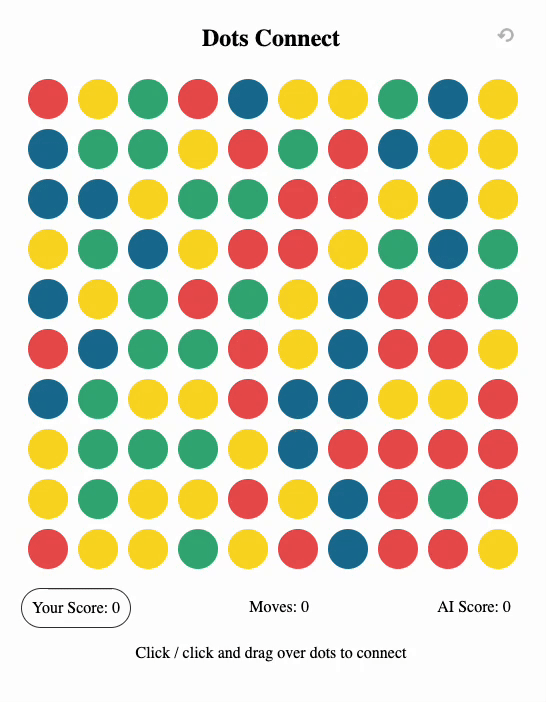 Dots Connect
Your Score: 0
Moves: 0
AI Score: 0
Click / click and drag over dots to connect